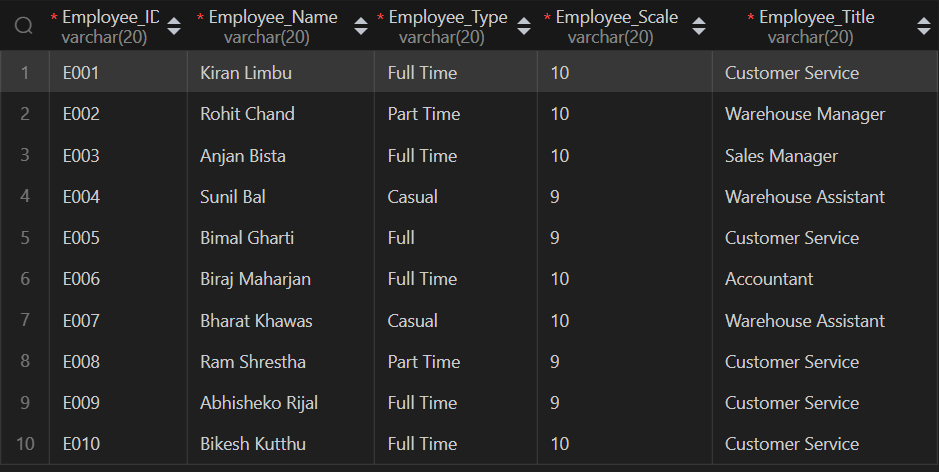 * Employee_ID * Employee_Name * Employee_Type * Employee_Scale * Employee_Title
varchar(20) varchar(20) varchar(20) varchar(20) varchar(20)
1 E001 Kiran Limbu Full Time 10 Customer Service
2 E002 Rohit Chand Part Time 10 Warehouse Manager
3 E003 Anjan Bista Full Time 10 Sales Manager
4 E004 Sunil Bal Casual 9 Warehouse Assistant
5 E005 Bimal Gharti Full 9 Customer Service
6 E006 Biraj Maharjan Full Time 10 Accountant
7 E007 Bharat Khawas Casual 10 Warehouse Assistant
8 E008 Ram Shrestha Part Time 9 Customer Service
9 E009 Abhisheko Rijal Full Time 9 Customer Service
10 E010 Bikesh Kutthu Full Time 10 Customer Service